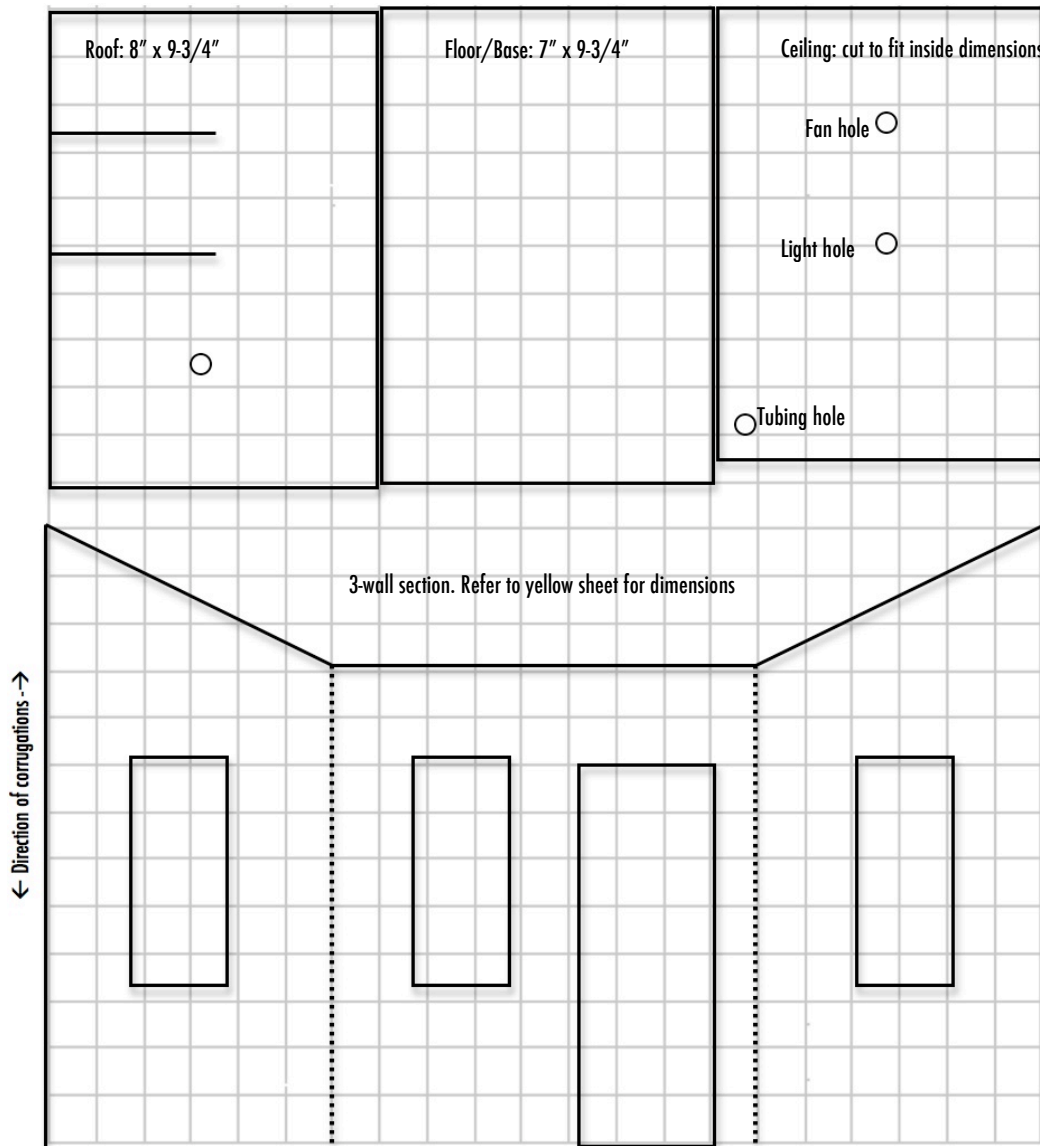 Roof: 8” x 9-3/4”
Floor/Base: 7” x 9-3/4”
Ceiling: cut to fit inside dimensions
Fan hole
Light hole
Tubing hole
3-wall section. Refer to yellow sheet for dimensions
← Direction of corrugations -→